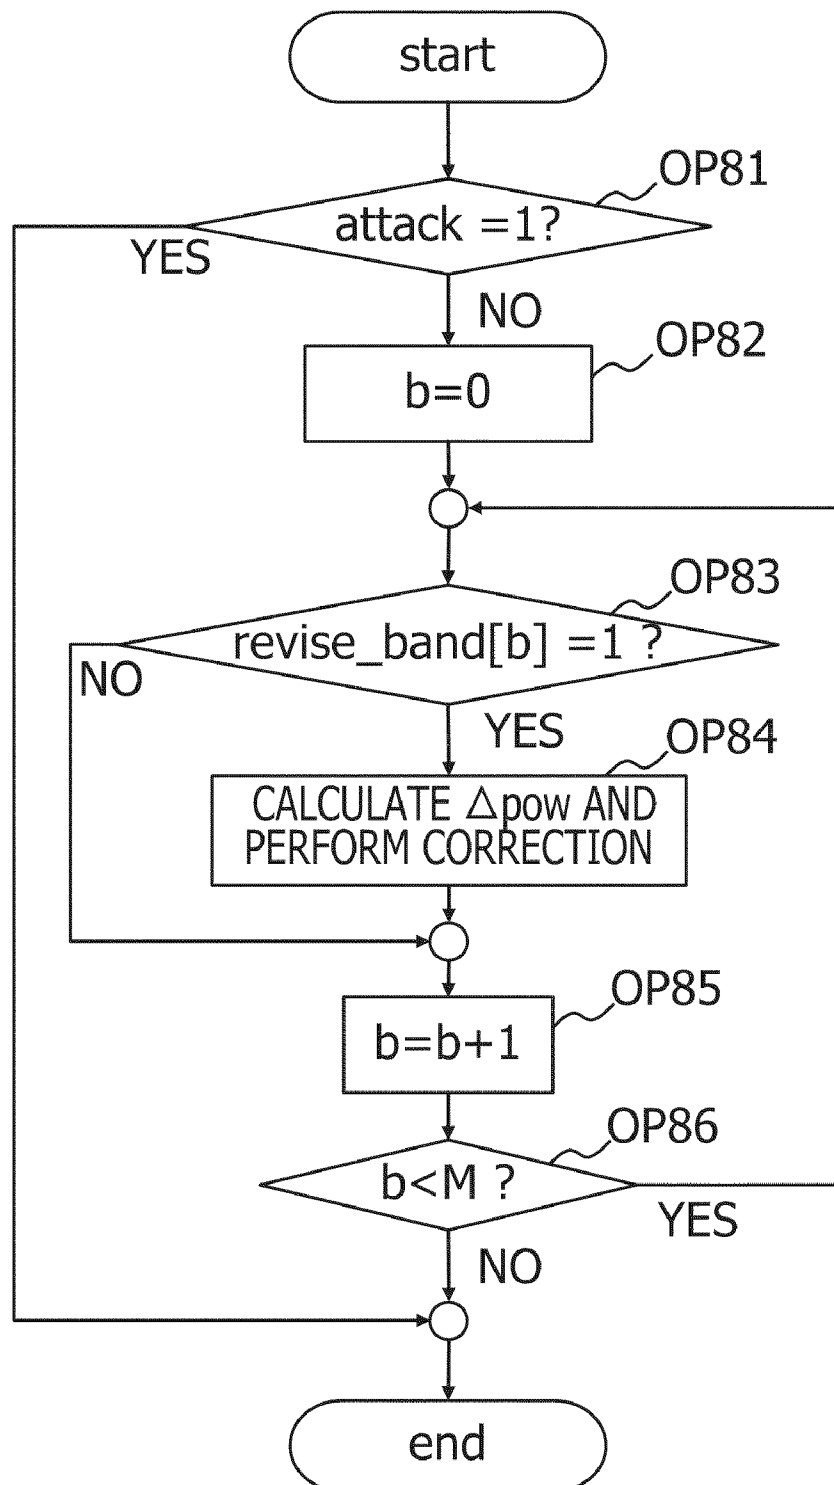 start
OP81
attack =1?
YES
NO
OP82
b=0
OP83
revise_band[b] =1 ?
NO
YES
OP84
CALCULATE △pow AND
PERFORM CORRECTION
OP85
b=b+1
OP86
b<M ?
YES
NO
end